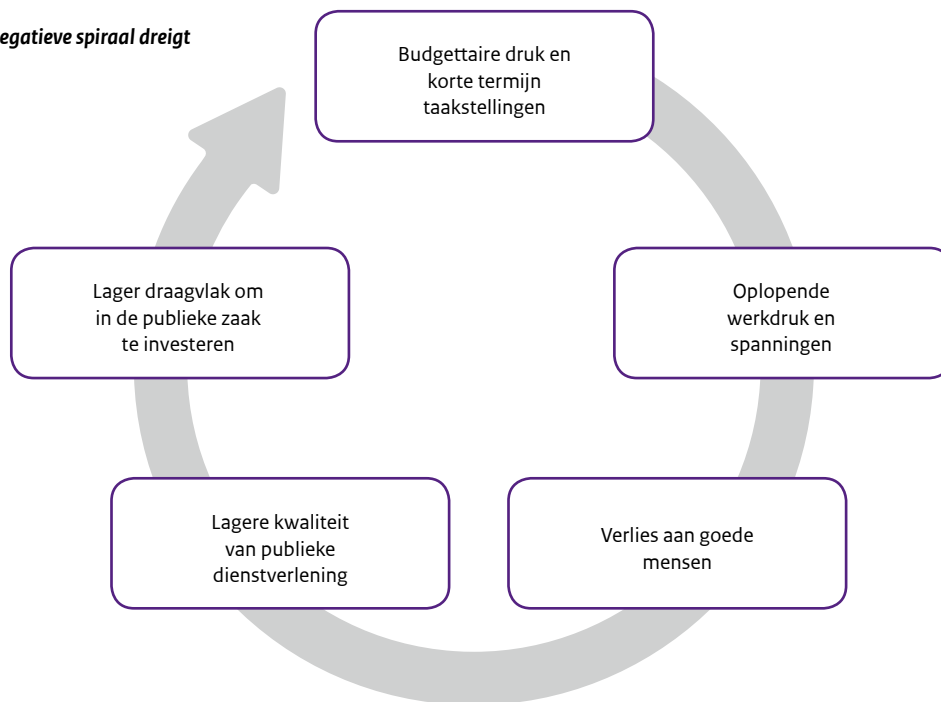 egatieve spiraal dreigt
Budgettaire druk en
korte termijn
taakstellingen
Oplopende
werkdruk en
spanningen
Verlies aan goede
mensen
Lagere kwaliteit
van publieke
dienstverlening
Lager draagvlak om
in de publieke zaak
te investeren